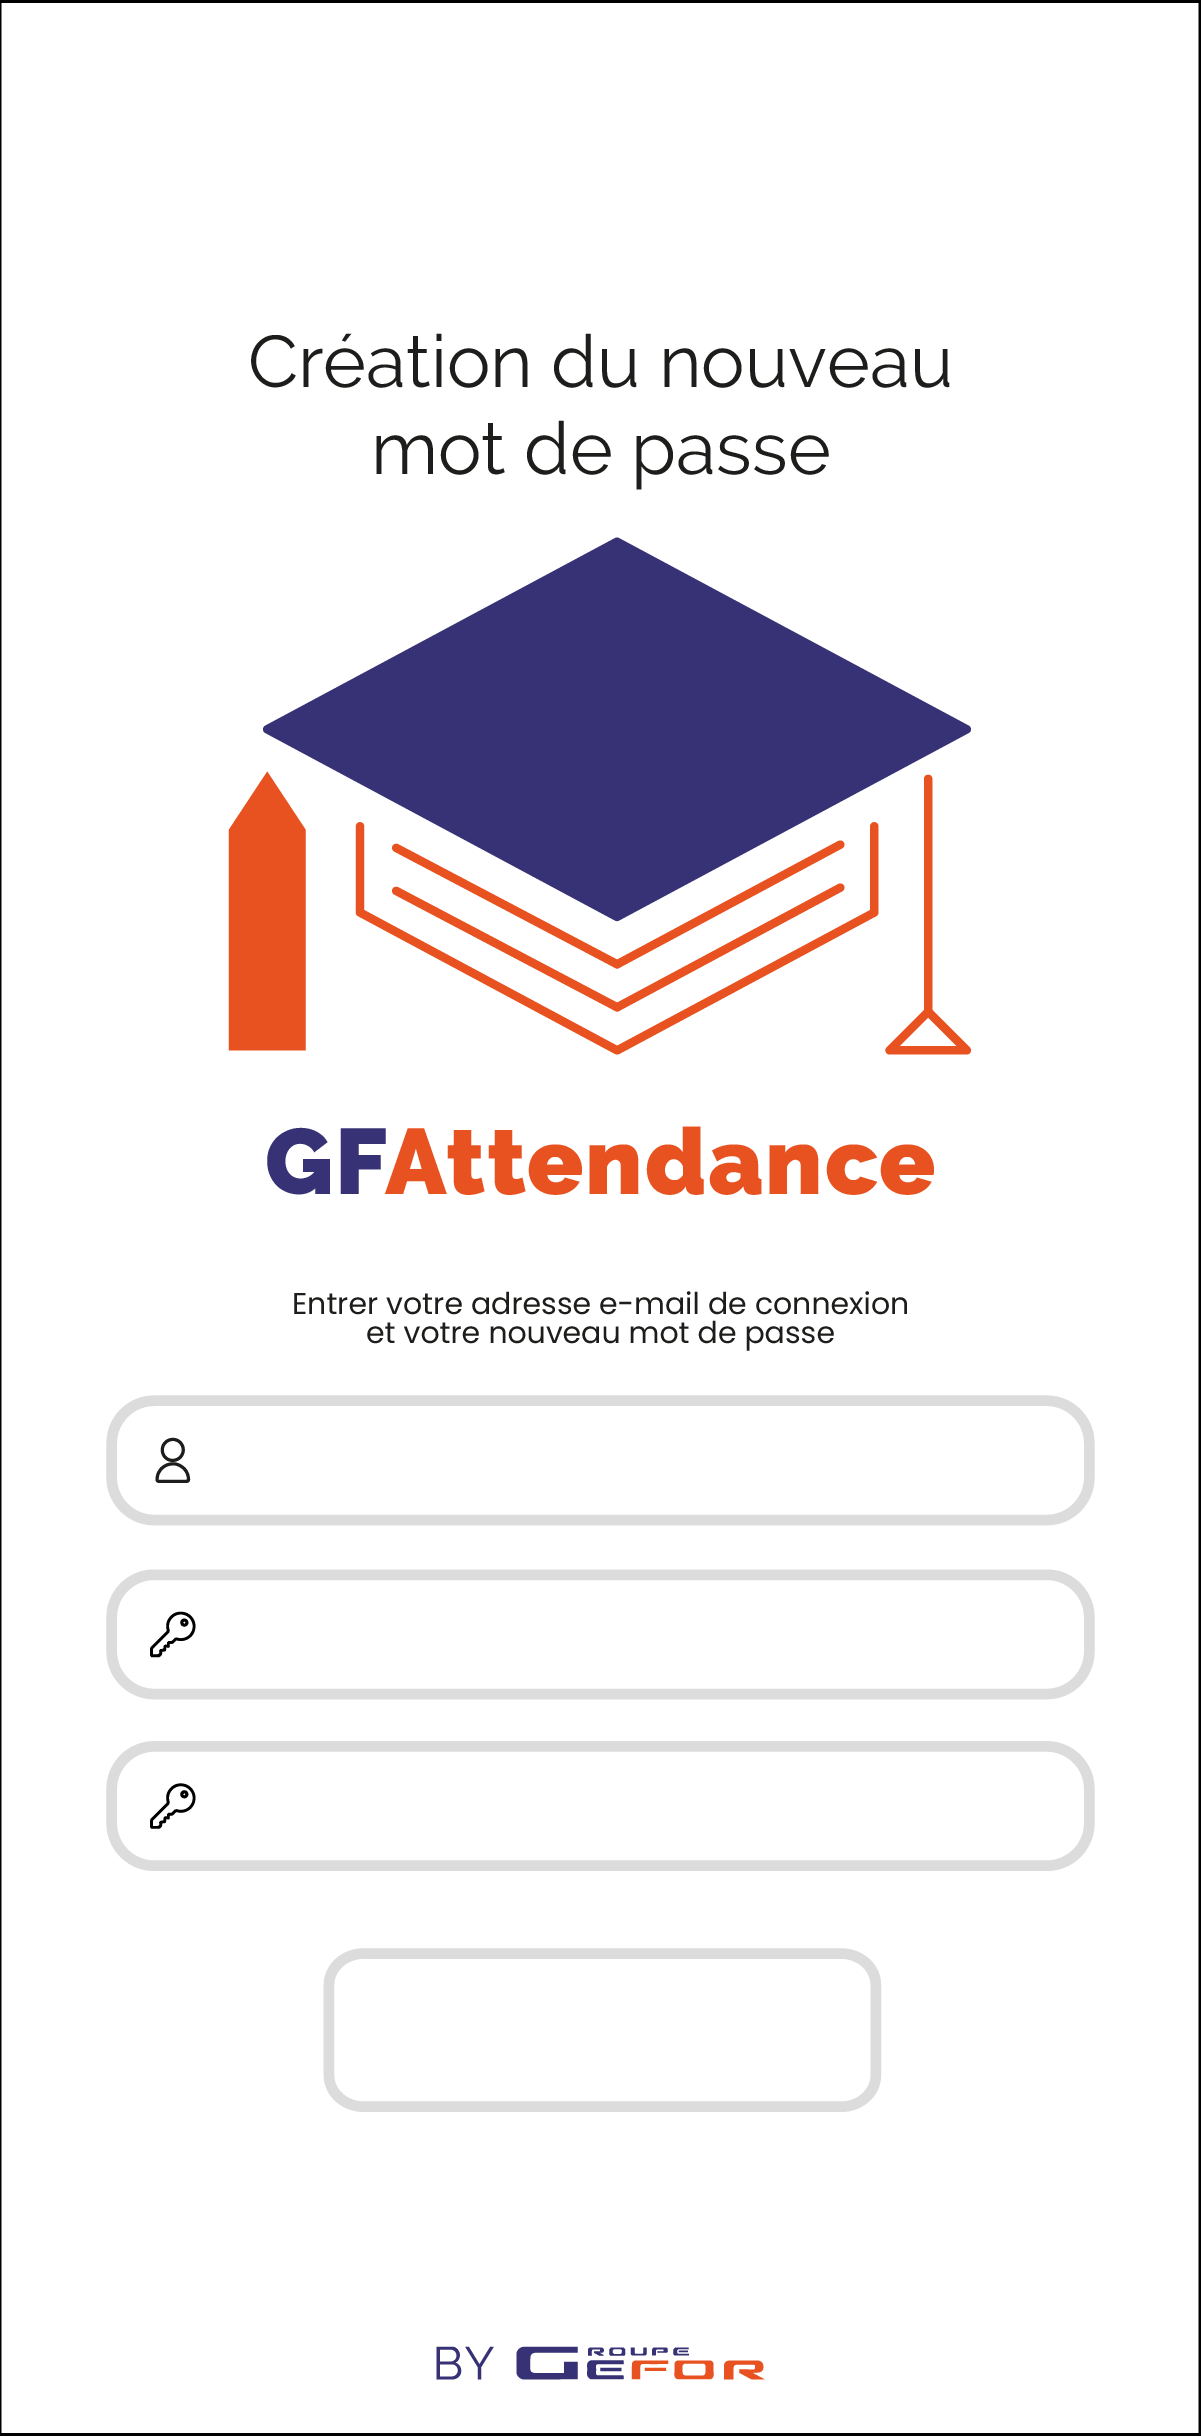 Création du nouveau
mot de passe
GFAttendance
Entrer votre adresse e-mail de connexion
et votre nouveau mot de passe
BY GROUPE GEFOR